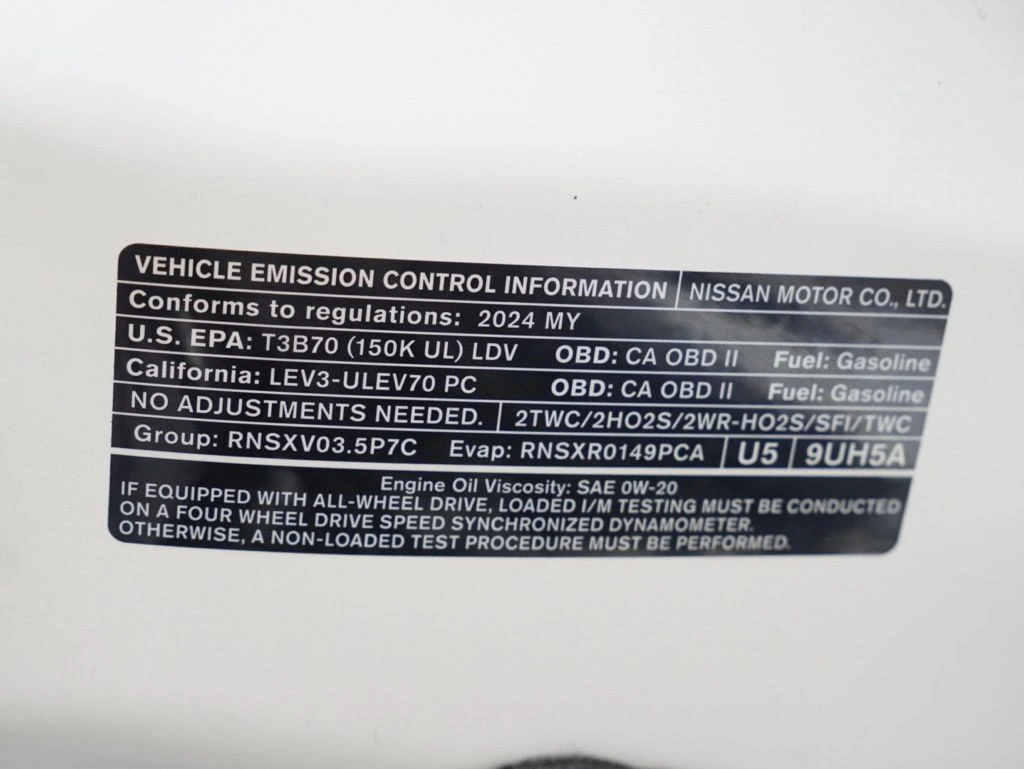 VEHICLE EMISSION CONTROL INFORMATION NISSAN MOTOR CO., LTD.
Conforms to regulations: 2024 MY
U.S. EPA: T3B70 (150K UL) LDV OBD: CA OBD II Fuel: Gasoline
California: LEV3-ULEV70 PC OBD: CA OBD II Fuel: Gasoline
NO ADJUSTMENTS NEEDED. 2TWC/2HO2S/2WR-HO2S/SFI/TWC
Group: RNSXV03.5P7C Evap: RNSXR0149PCA U5 9UH5A
Engine Oil Viscosity: SAE 0W-20
IF EQUIPPED WITH ALL-WHEEL DRIVE, LOADED I/M TESTING MUST BE CONDUCTED
ON A FOUR WHEEL DRIVE SPEED SYNCHRONIZED DYNAMOMETER.
OTHERWISE, A NON-LOADED TEST PROCEDURE MUST BE PERFORMED.